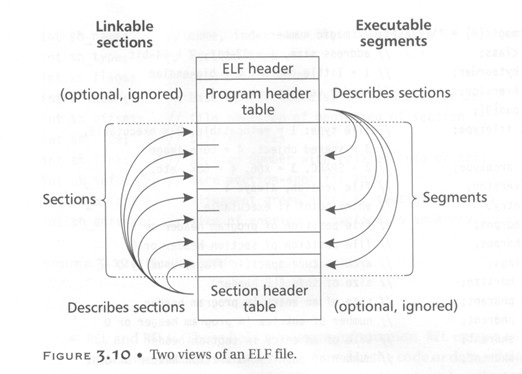 Linkable
sections
Executable
segments
ELF header
(optional, ignored)
Program header
table
Describes sections
Sections
Segments
Describes sections
Secton header
table
(optional, ignored)
FIGURE 3.10 • Two views of an ELF file.